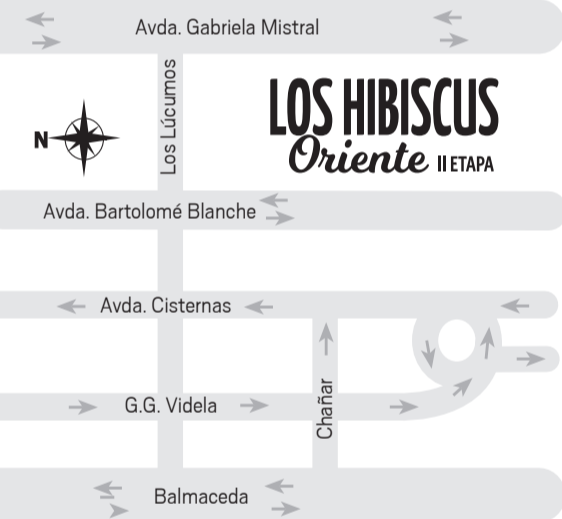 Avda. Gabriela Mistral
Los Lúcumos
LOS HIBISCUS
Oriente II ETAPA
N
Avda. Bartolomé Blanche
Avda. Cisternas
G.G. Videla
Chañar
Balmaceda